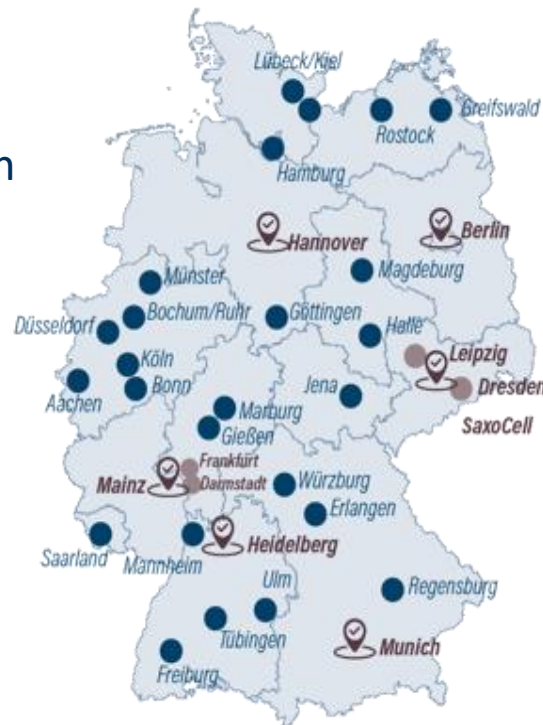 Lübeck/Kiel
Greifswald
Rostock
n
Hamburg
Hannover
Berlin
Magdeburg
Münster
Bochum/Ruhr
Göttingen
Düsseldorf
Halle
Leipzig
Köln
Jena
Dresden
Aachen
Bonn
Marburg
SaxoCell
Gießen
Frankfurt
Mainz
Darmstadt
Würzburg
Erlangen
Saarland
Mannheim
Heidelberg
Ulm
Regensburg
Tübingen
Munich
Freiburg